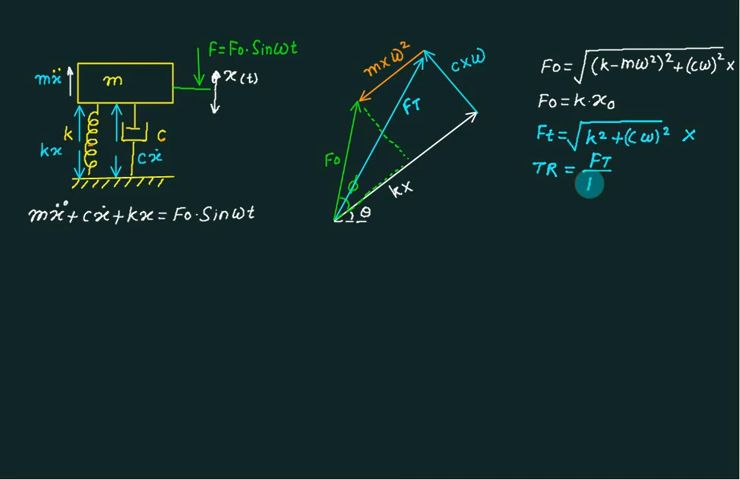 F = Fo·Sinωt
mẍ
m
x(t)
k
c
kx
cẋ
mẍ + cẋ + kx = Fo·Sinωt
mxω²
cxω
FT
Fo
ϕ
kx
θ
Fo = √(k-mω²)² + (cω)² x
Fo = k·x₀
Ft = √k² + (cω)² x
TR = FT